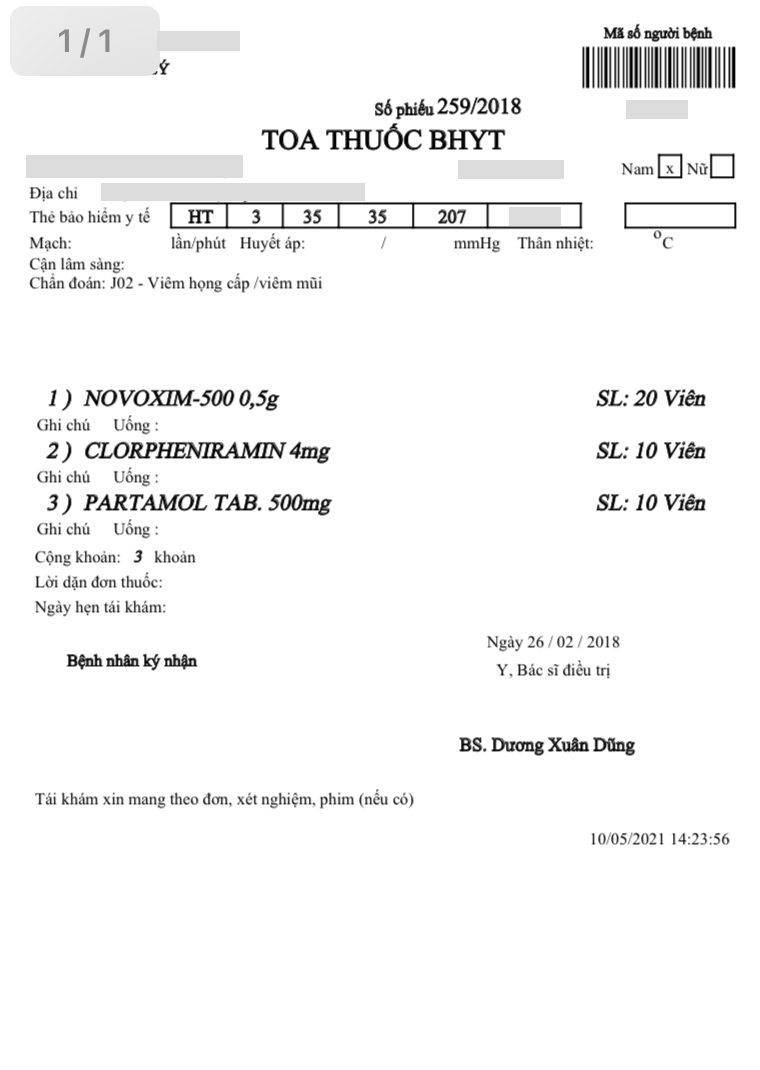 1/1
Mã số người bệnh
LÝ
Số phiếu 259/2018
TOA THUỐC BHYT
Nam x Nữ
Địa chỉ
Thẻ bảo hiểm y tế HT 3 35 35 207
Mạch: lần/phút Huyết áp: / mmHg Thân nhiệt: ºC
Cận lâm sàng:
Chẩn đoán: J02 - Viêm họng cấp /viêm mũi
1 ) NOVOXIM-500 0,5g SL: 20 Viên
Ghi chú Uống :
2 ) CLORPHENIRAMIN 4mg SL: 10 Viên
Ghi chú Uống :
3 ) PARTAMOL TAB. 500mg SL: 10 Viên
Ghi chú Uống :
Cộng khoản: 3 khoản
Lời dặn đơn thuốc:
Ngày hẹn tái khám:
Ngày 26 / 02 / 2018
Bệnh nhân ký nhận
Y, Bác sĩ điều trị
BS. Dương Xuân Dũng
Tái khám xin mang theo đơn, xét nghiệm, phim (nếu có)
10/05/2021 14:23:56